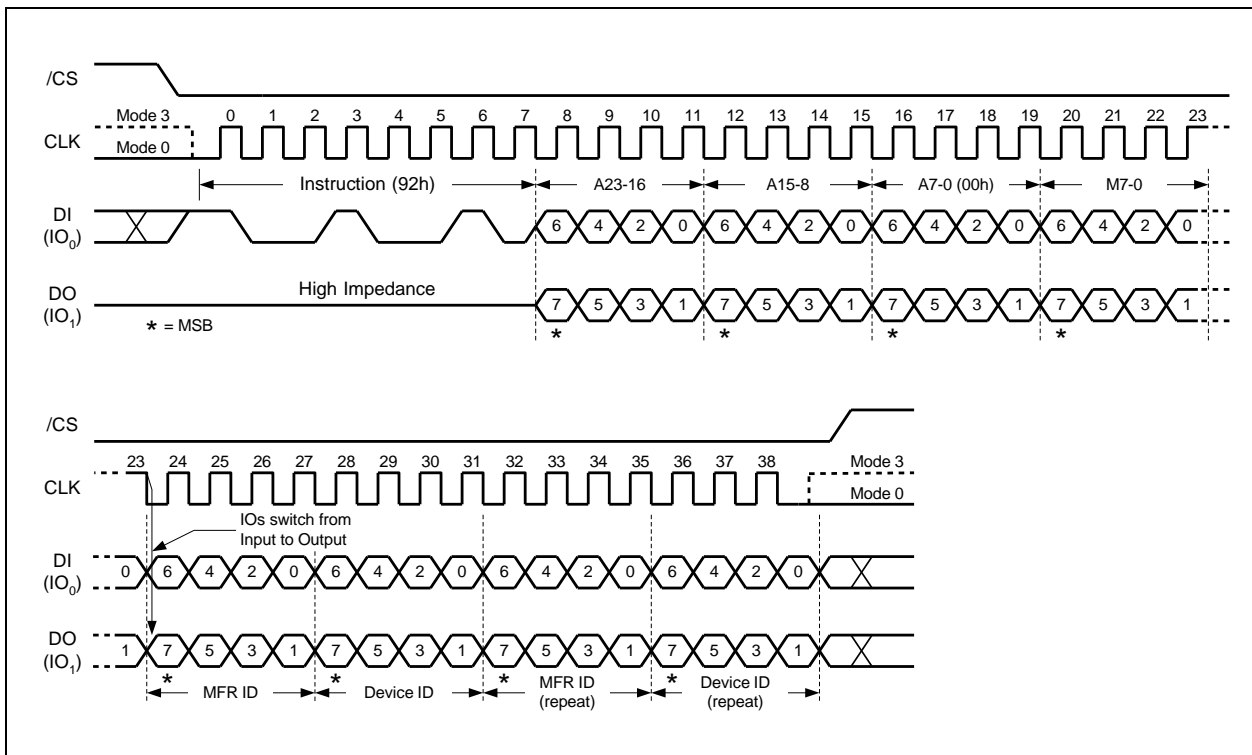 /CS
Mode 3 0 1 2 3 4 5 6 7 8 9 10 11 12 13 14 15 16 17 18 19 20 21 22 23
CLK
Mode 0
Instruction (92h) A23-16 A15-8 A7-0 (00h) M7-0
DI
(IO0)
6 4 2 0 6 4 2 0 6 4 2 0 6 4 2 0
High Impedance
DO
(IO1)
7 5 3 1 7 5 3 1 7 5 3 1 7 5 3 1
* = MSB
* * * *
/CS
23 24 25 26 27 28 29 30 31 32 33 34 35 36 37 38 Mode 3
CLK
Mode 0
IOs switch from
Input to Output
DI
(IO0)
0 6 4 2 0 6 4 2 0 6 4 2 0 6 4 2 0
DO
(IO1)
1 7 5 3 1 7 5 3 1 7 5 3 1 7 5 3 1
* * * *
MFR ID Device ID MFR ID
(repeat)
Device ID
(repeat)